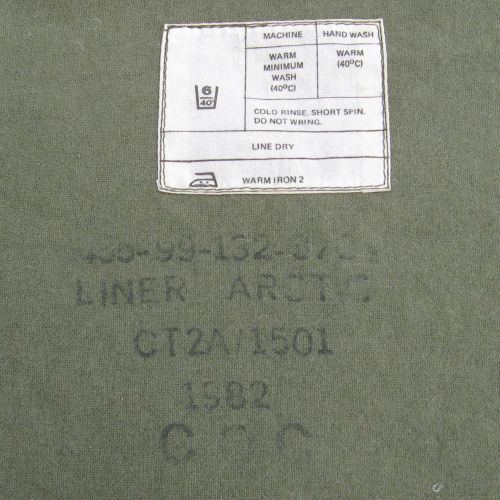 MACHINE HAND WASH
6
40°
WARM MINIMUM WASH (40°C)
WARM (40°C)
COLD RINSE. SHORT SPIN.
DO NOT WRING.
LINE DRY
WARM IRON 2
LINER ARCTIC
CT2A/1501
1982